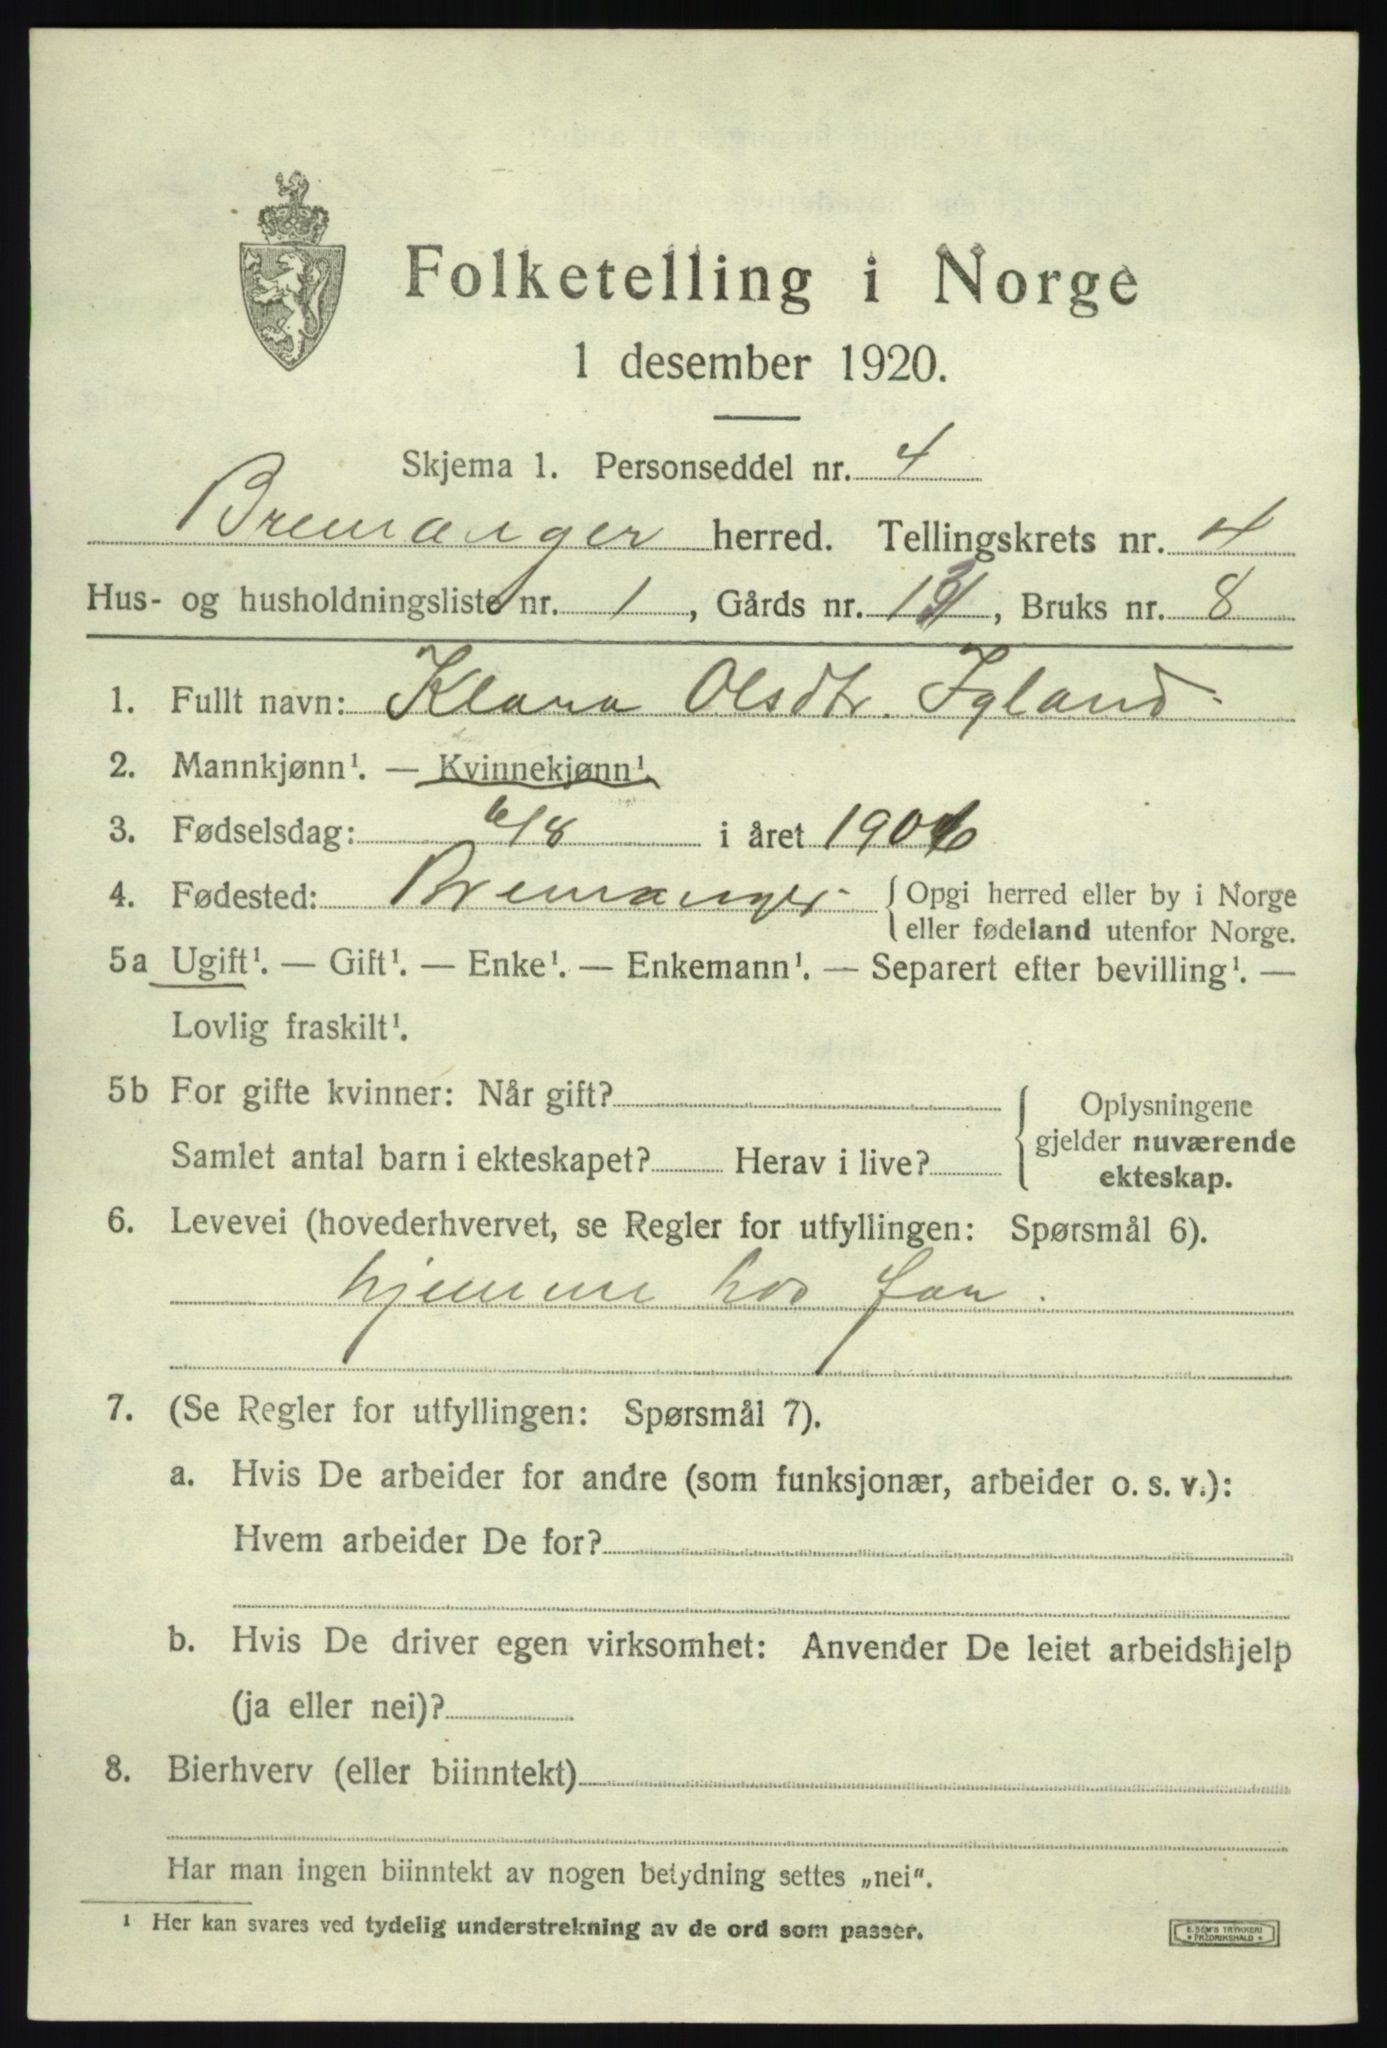 Folketelling i Norge
1 desember 1920.
Skjema 1. Personseddel nr. 4
Bremanger herred. Tellingskrets nr. 4
Hus- og husholdningsliste nr. 1, Gårds nr. , Bruks nr. 8
1. Fullt navn: Klara Olsdtr. Igland
2. Mannkjønn¹. — Kvinnekjønn¹.
3. Fødselsdag: 6/8 i året 1906
4. Fødested: Bremanger { Opgi herred eller by i Norge
eller fødeland utenfor Norge.
5a Ugift¹. — Gift¹. — Enke¹. — Enkemann¹. — Separert efter bevilling¹. —
Lovlig fraskilt¹.
5b For gifte kvinner: Når gift? { Oplysningene
gjelder nuværende
Samlet antal barn i ekteskapet? Herav i live?
ekteskap.
6. Levevei (hovederhvervet, se Regler for utfyllingen: Spørsmål 6).
hjemme hos far.
7. (Se Regler for utfyllingen: Spørsmål 7).
a. Hvis De arbeider for andre (som funksjonær, arbeider o. s. v.):
Hvem arbeider De for?
b. Hvis De driver egen virksomhet: Anvender De leiet arbeidshjelp
(ja eller nei)?
8. Bierhverv (eller biinntekt)
Har man ingen biinntekt av nogen betydning settes „nei“.
¹ Her kan svares ved tydelig understrekning av de ord som passer.
E. SEM'S TRYKKERI
• FREDRIKSHALD •